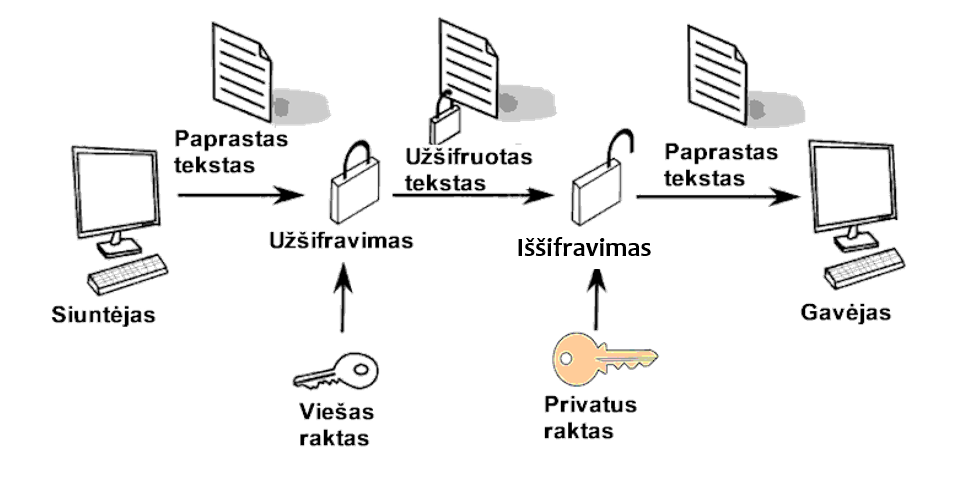 Paprastas
tekstas
Užšifruotas
tekstas
Paprastas
tekstas
Užšifravimas
Iššifravimas
Siuntėjas
Gavėjas
Viešas
raktas
Privatus
raktas